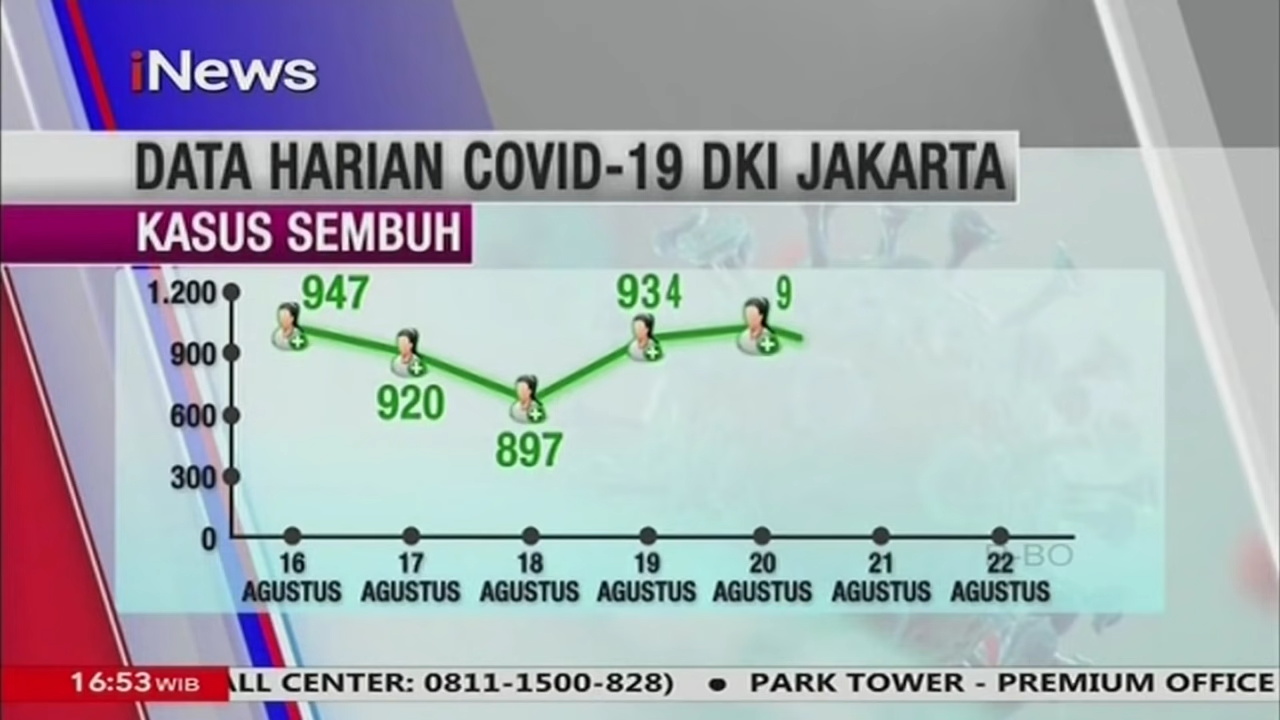 iNews
DATA HARIAN COVID-19 DKI JAKARTA
KASUS SEMBUH
1.200
900
600
300
0
947
920
897
934
9
16
AGUSTUS
17
AGUSTUS
18
AGUSTUS
19
AGUSTUS
20
AGUSTUS
21
AGUSTUS
22
AGUSTUS
16:53 WIB
ALL CENTER: 0811-1500-828) ● PARK TOWER - PREMIUM OFFICE